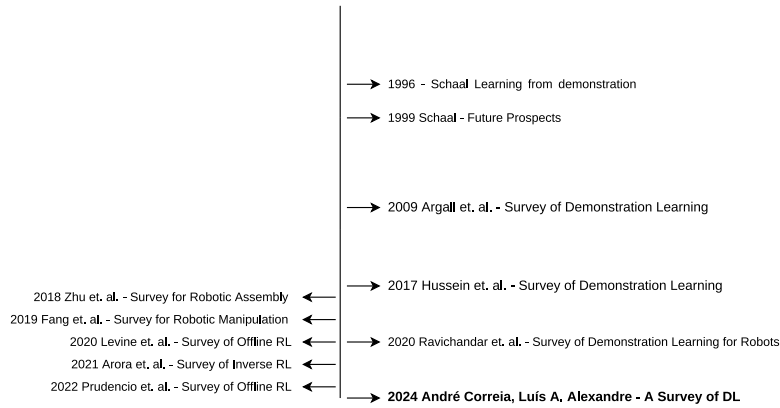 1996 - Schaal Learning from demonstration
1999 Schaal - Future Prospects
2009 Argall et. al. - Survey of Demonstration Learning
2017 Hussein et. al. - Survey of Demonstration Learning
2018 Zhu et. al. - Survey for Robotic Assembly
2019 Fang et. al. - Survey for Robotic Manipulation
2020 Levine et. al. - Survey of Offline RL
2020 Ravichandar et. al. - Survey of Demonstration Learning for Robots
2021 Arora et. al. - Survey of Inverse RL
2022 Prudencio et. al. - Survey of Offline RL
2024 André Correia, Luís A, Alexandre - A Survey of DL